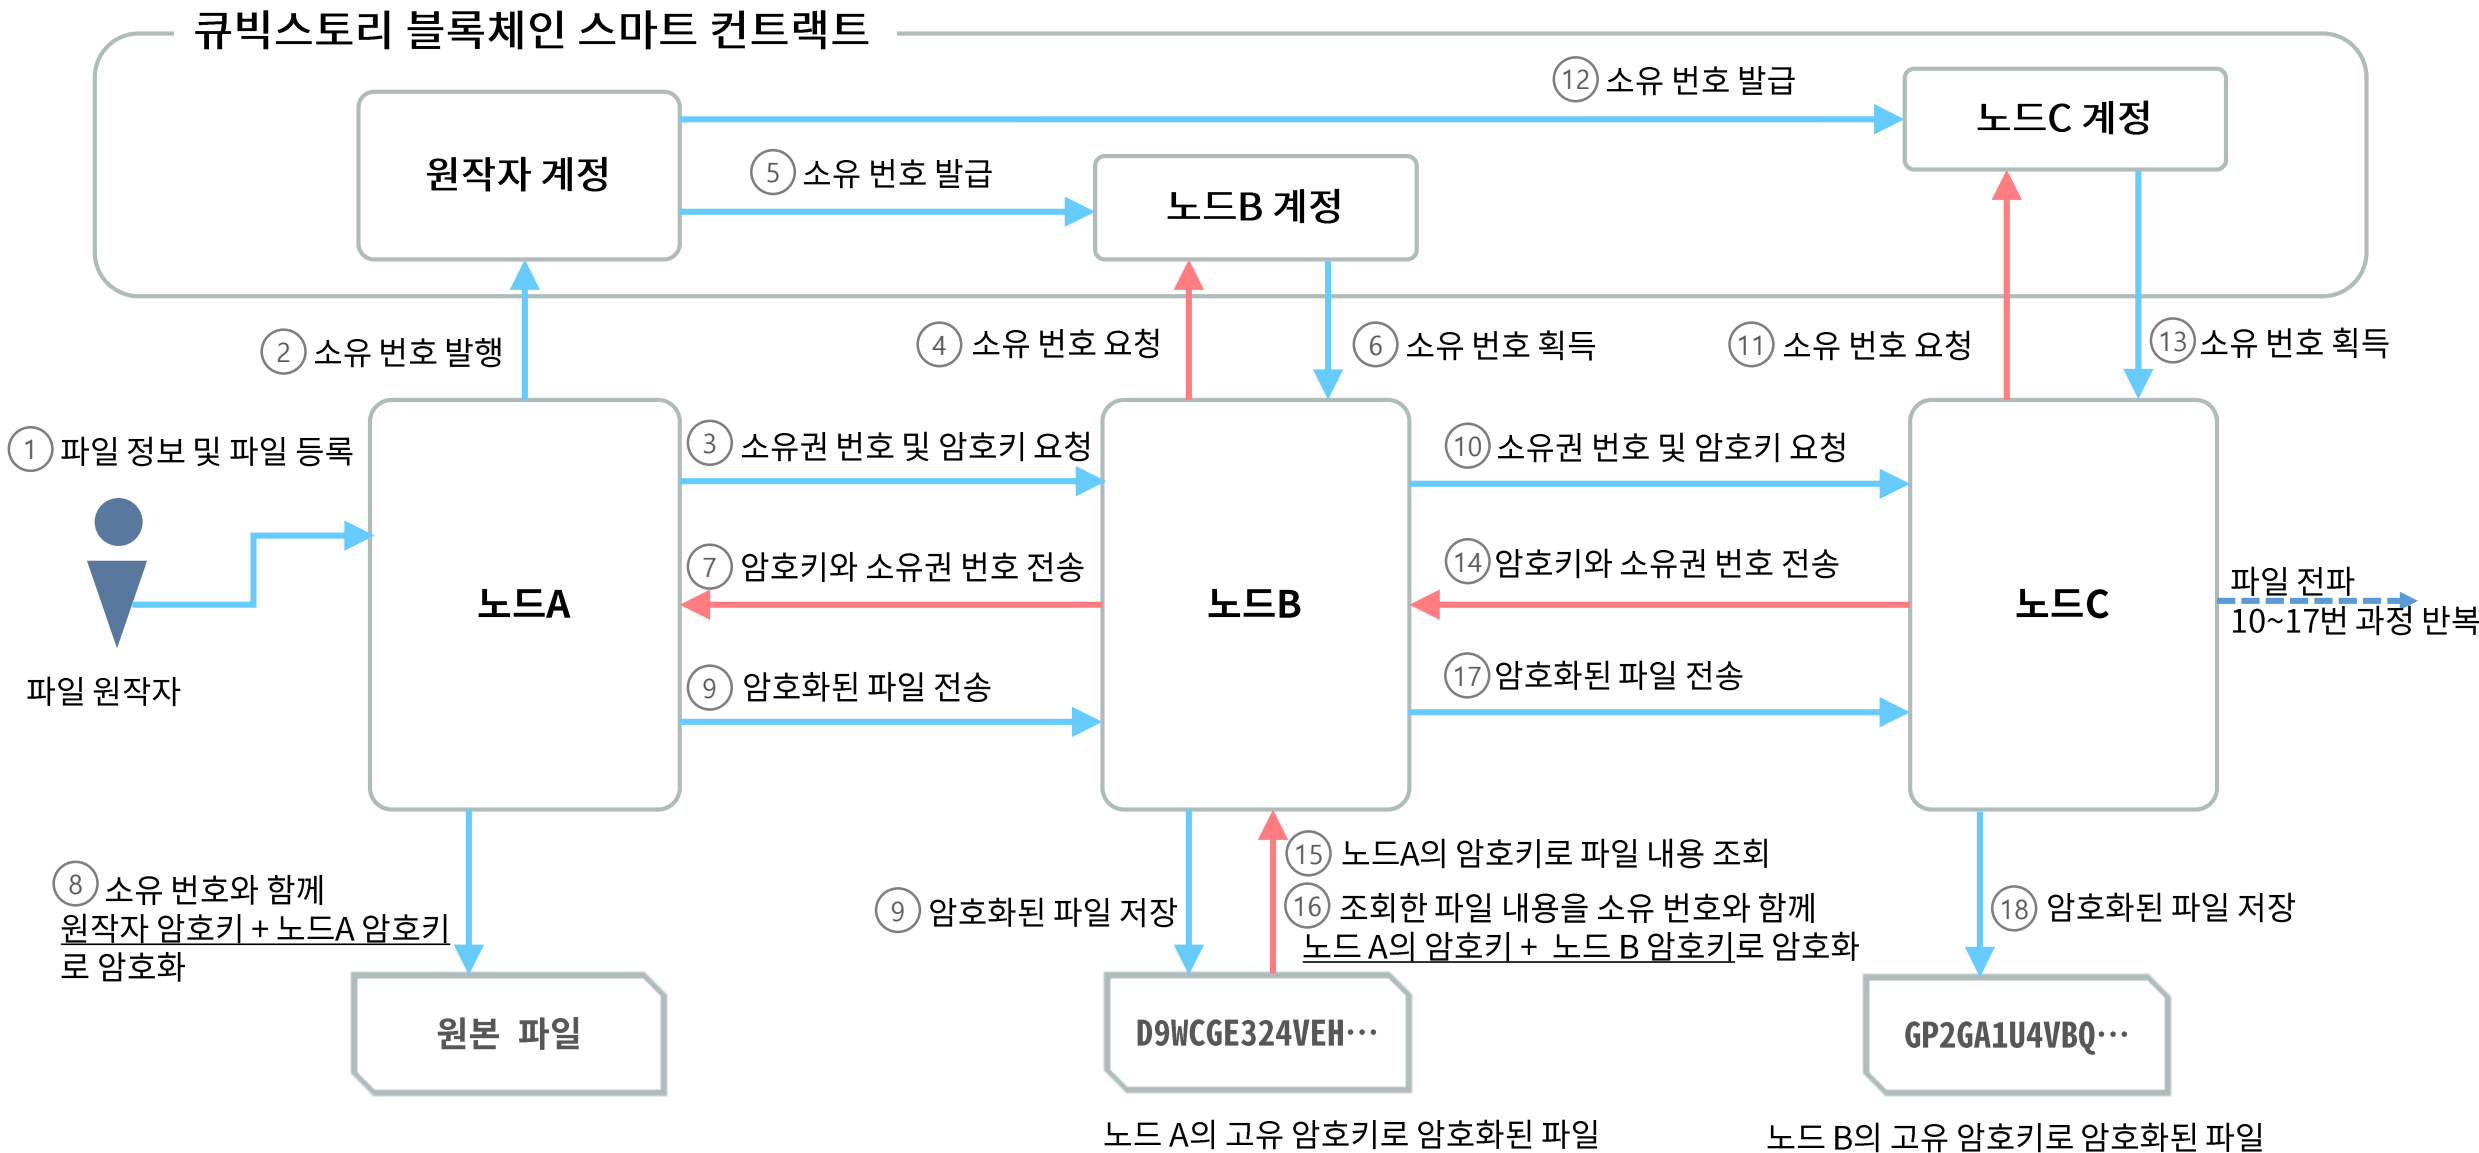 큐빅스토리 블록체인 스마트 컨트랙트
12 소유 번호 발급
노드C 계정
원작자 계정
5 소유 번호 발급
노드B 계정
2 소유 번호 발행
4 소유 번호 요청
6 소유 번호 획득
11 소유 번호 요청
13 소유 번호 획득
1 파일 정보 및 파일 등록
3 소유권 번호 및 암호키 요청
10 소유권 번호 및 암호키 요청
7 암호키와 소유권 번호 전송
14 암호키와 소유권 번호 전송
노드A
노드B
노드C
파일 전파
10~17번 과정 반복
파일 원작자
9 암호화된 파일 전송
17 암호화된 파일 전송
8 소유 번호와 함께
원작자 암호키 + 노드A 암호키
로 암호화
9 암호화된 파일 저장
15 노드A의 암호키로 파일 내용 조회
16 조회한 파일 내용을 소유 번호와 함께
노드 A의 암호키 + 노드 B 암호키로 암호화
18 암호화된 파일 저장
원본 파일
D9WCGE324VEH…
GP2GA1U4VBQ…
노드 A의 고유 암호키로 암호화된 파일
노드 B의 고유 암호키로 암호화된 파일